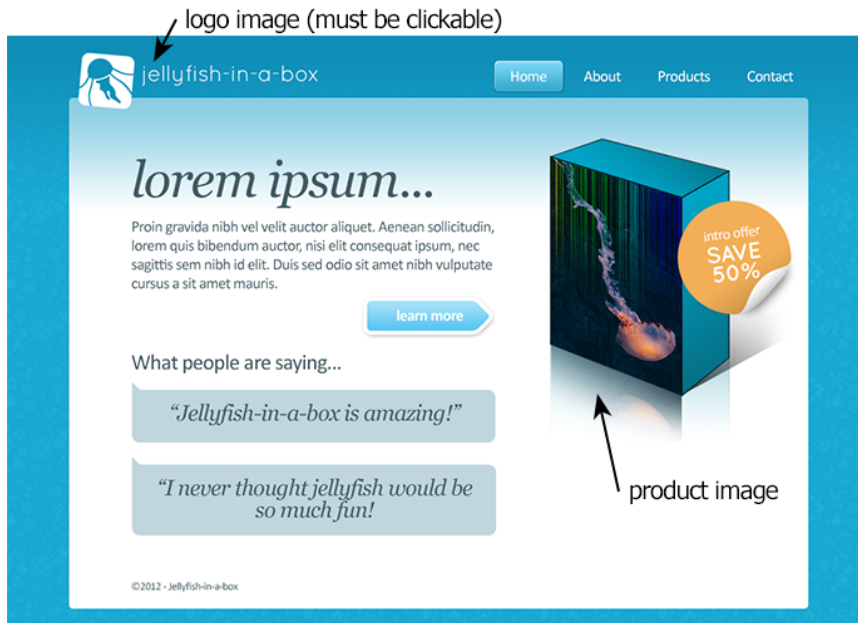 logo image (must be clickable)
jellyfish-in-a-box
Home About Products Contact
lorem ipsum...
Proin gravida nibh vel velit auctor aliquet. Aenean sollicitudin,
lorem quis bibendum auctor, nisi elit consequat ipsum, nec
sagittis sem nibh id elit. Duis sed odio sit amet nibh vulputate
cursus a sit amet mauris.
learn more
intro offer
SAVE
50%
What people are saying...
“Jellyfish-in-a-box is amazing!”
“I never thought jellyfish would be
so much fun!
product image
©2012 - Jellyfish-in-a-box